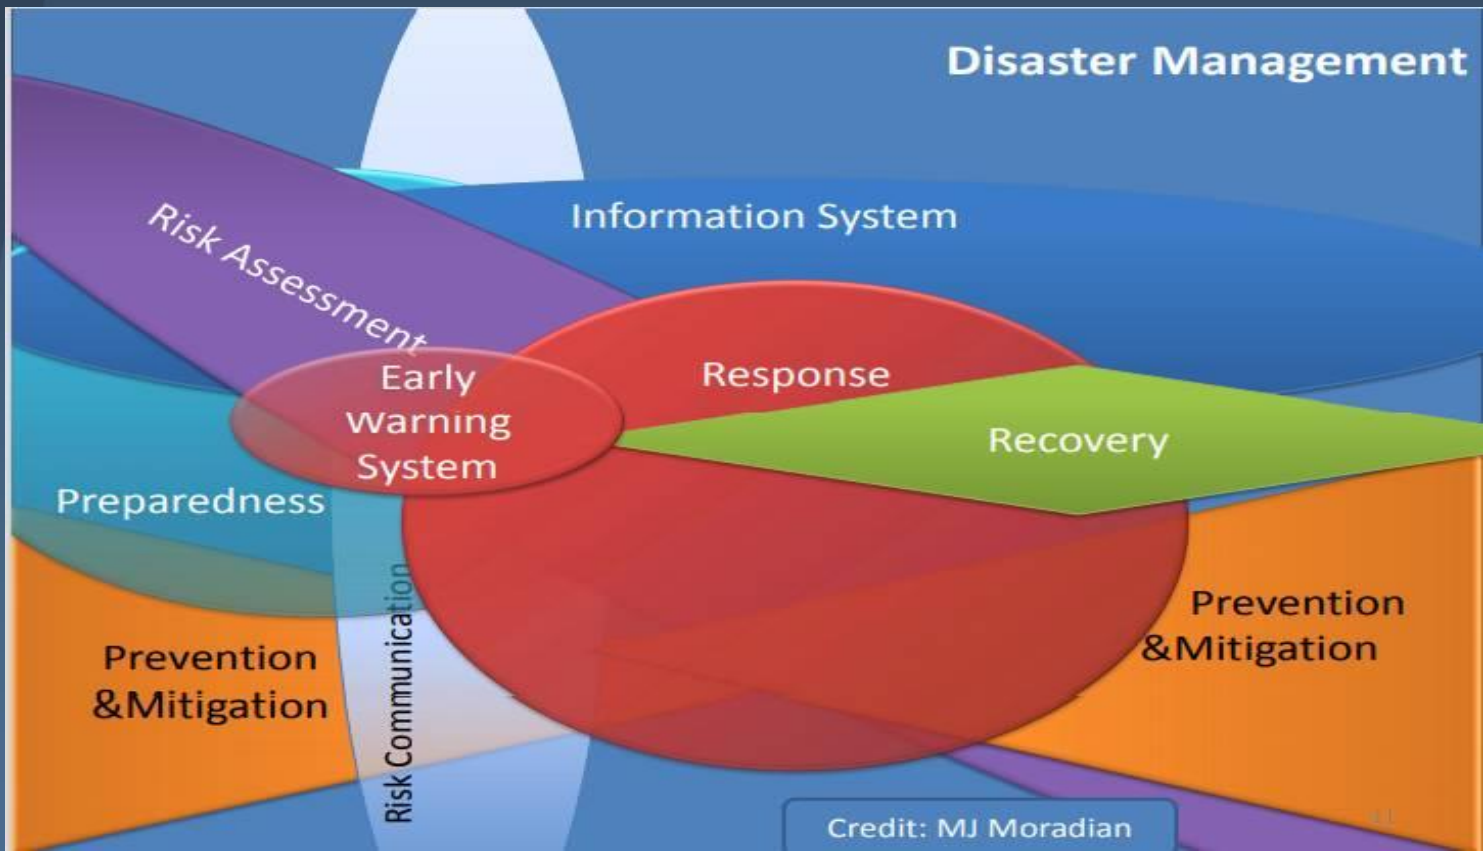 Disaster Management
Information System
Risk Assessment
Early
Warning
System
Response
Recovery
Preparedness
Prevention
&Mitigation
Risk Communication
Prevention
&Mitigation
Credit: MJ Moradian
41